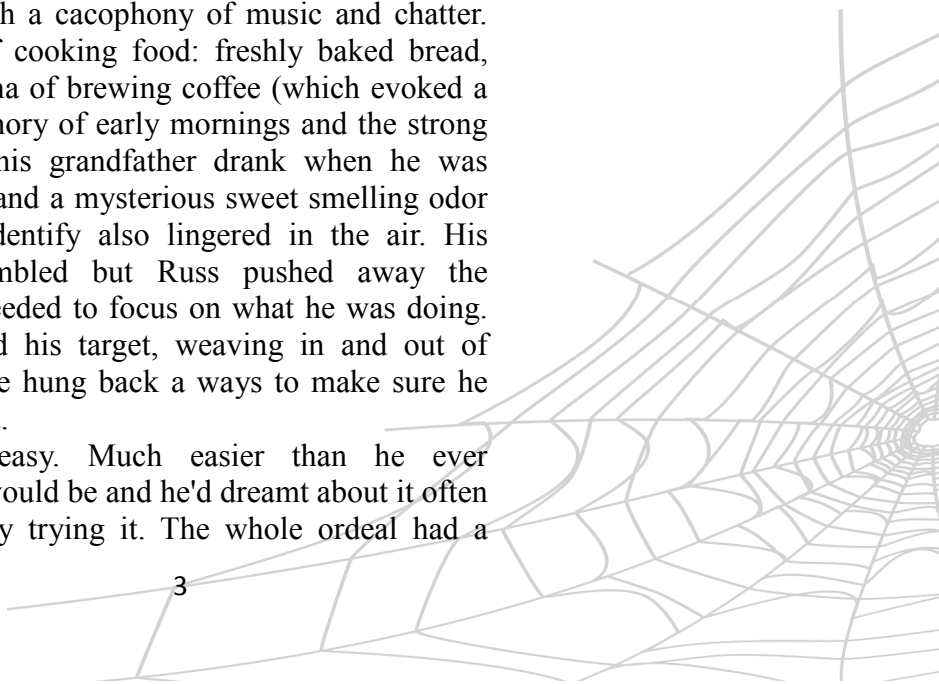 h a cacophony of music and chatter.
f cooking food: freshly baked bread,
na of brewing coffee (which evoked a
nory of early mornings and the strong
his grandfather drank when he was
and a mysterious sweet smelling odor
dentify also lingered in the air. His
mbled but Russ pushed away the
eeded to focus on what he was doing.
d his target, weaving in and out of
e hung back a ways to make sure he
.
easy. Much easier than he ever
would be and he'd dreamt about it often
y trying it. The whole ordeal had a
3